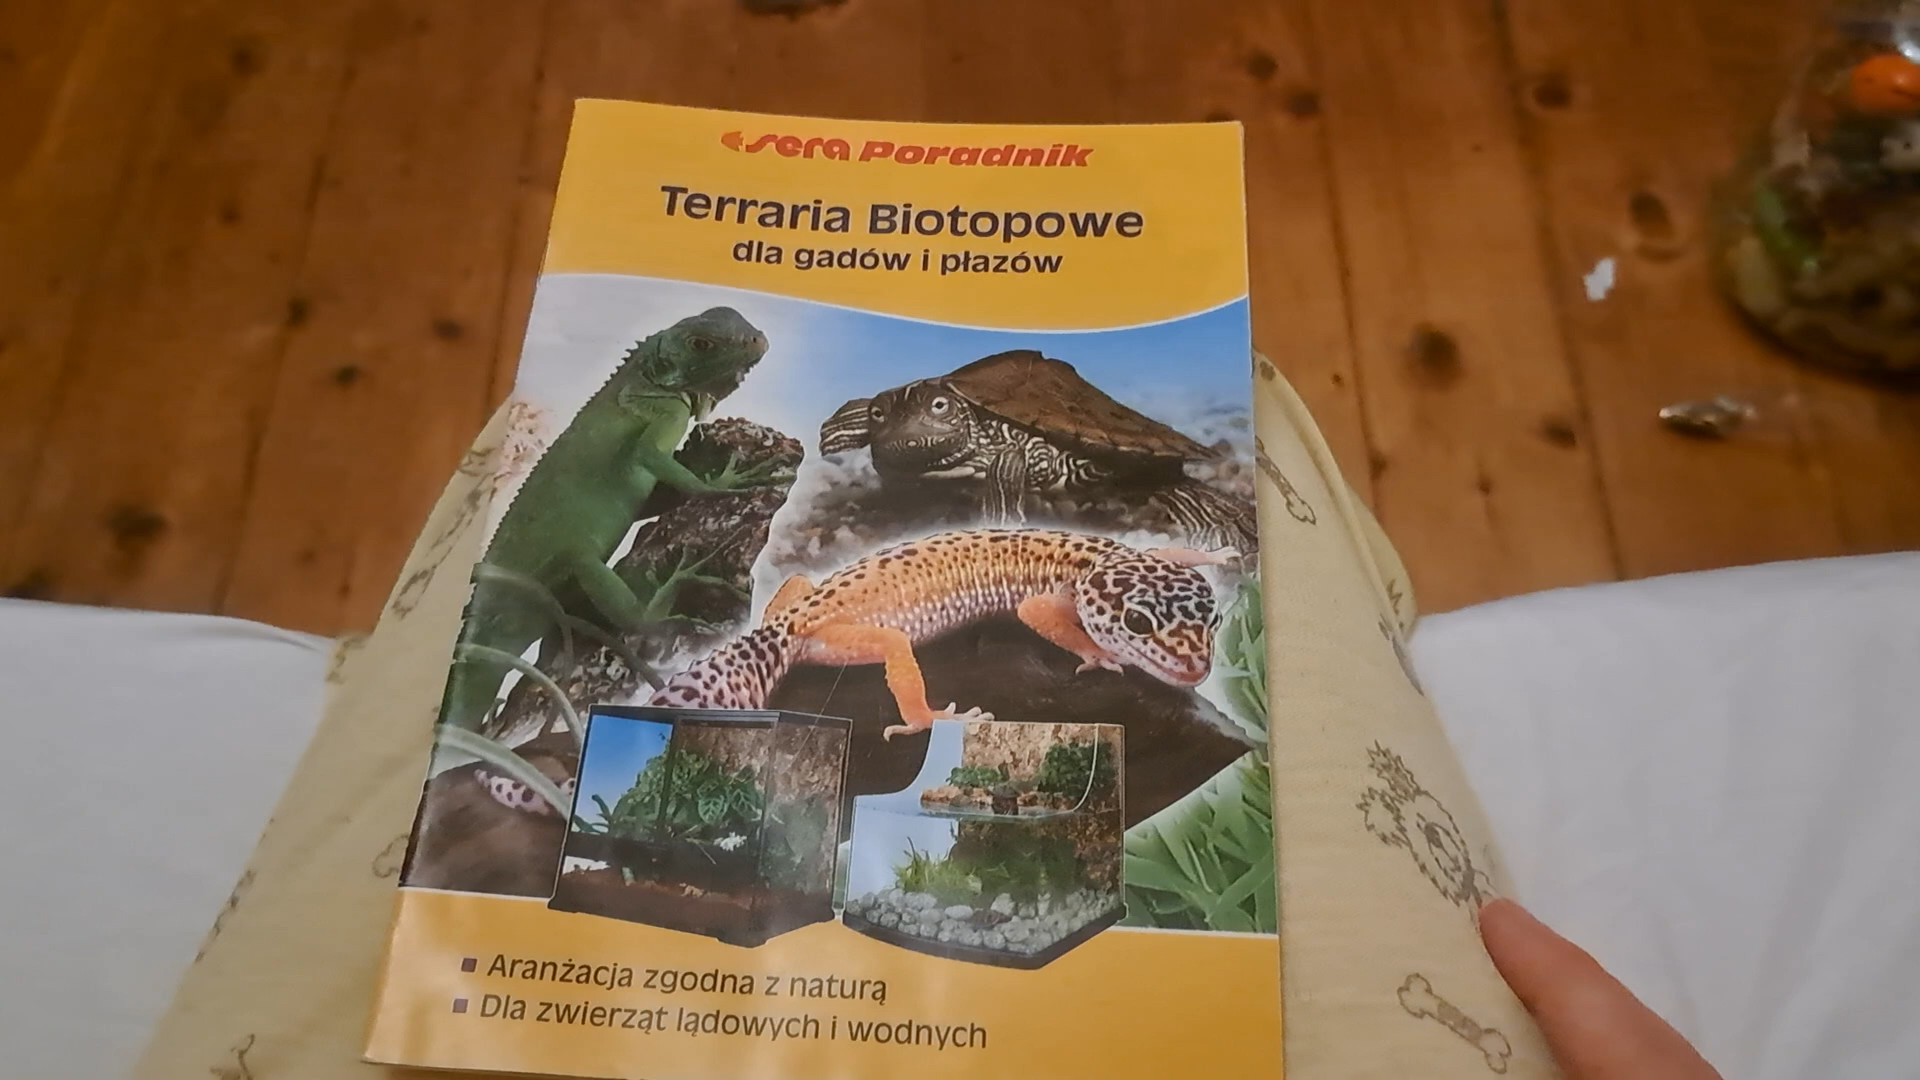 sera Poradnik
Terraria Biotopowe
dla gadów i płazów
Aranżacja zgodna z naturą
Dla zwierząt lądowych i wodnych